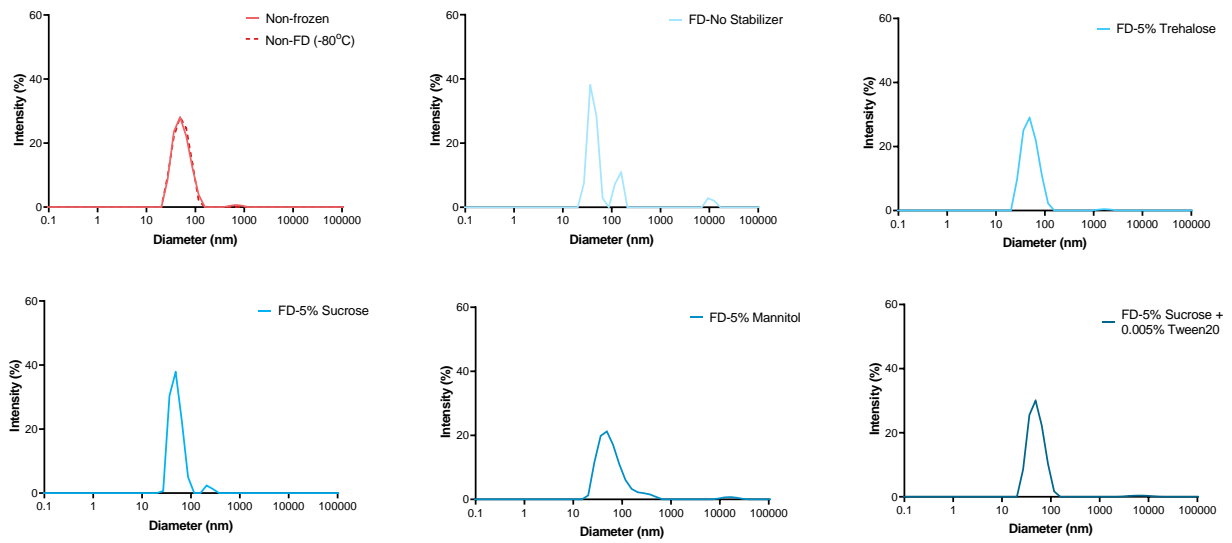 60
40
20
0
Intensity (%)
0.1 1 10 100 1000 10000 100000
Diameter (nm)
Non-frozen
Non-FD (-80°C)
60
40
20
0
Intensity (%)
0.1 1 10 100 1000 10000 100000
Diameter (nm)
FD-No Stabilizer
60
40
20
0
Intensity (%)
0.1 1 10 100 1000 10000 100000
Diameter (nm)
FD-5% Trehalose
60
40
20
0
Intensity (%)
0.1 1 10 100 1000 10000 100000
Diameter (nm)
FD-5% Sucrose
60
40
20
0
Intensity (%)
0.1 1 10 100 1000 10000 100000
Diameter (nm)
FD-5% Mannitol
60
40
20
0
Intensity (%)
0.1 1 10 100 1000 10000 100000
Diameter (nm)
FD-5% Sucrose +
0.005% Tween20